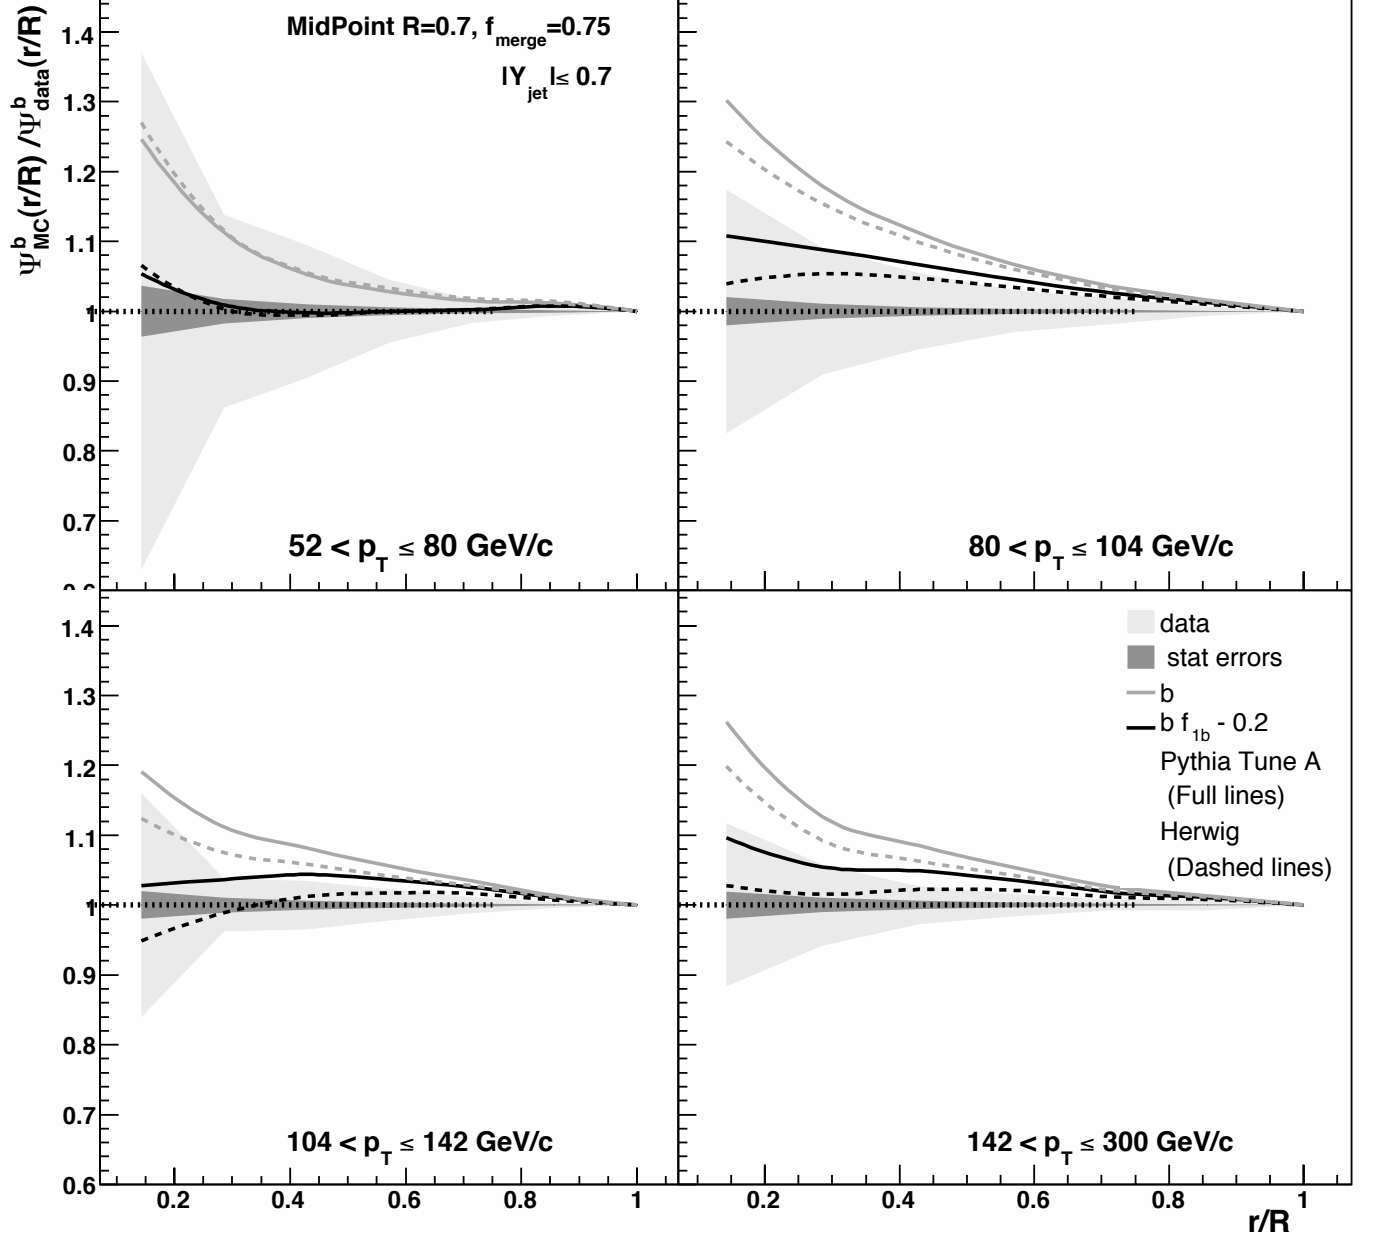 Ψ^b_MC(r/R) /Ψ^b_data(r/R)
MidPoint R=0.7, f_merge=0.75
|Y_jet|≤ 0.7
1.4
1.3
1.2
1.1
1
0.9
0.8
0.7
0.6
52 < p_T ≤ 80 GeV/c
80 < p_T ≤ 104 GeV/c
1.4
1.3
1.2
1.1
1
0.9
0.8
0.7
0.6
data
stat errors
b
b f_1b - 0.2
Pythia Tune A
(Full lines)
Herwig
(Dashed lines)
104 < p_T ≤ 142 GeV/c
142 < p_T ≤ 300 GeV/c
0.2 0.4 0.6 0.8 1
0.2 0.4 0.6 0.8 1
r/R